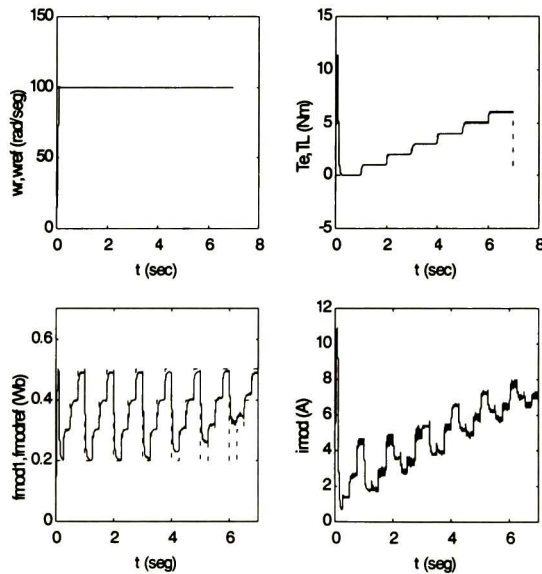 150
100
50
0
wr,wref (rad/seg)
0 2 4 6 8
t (sec)
15
10
5
0
-5
Te,TL (Nm)
0 2 4 6 8
t (sec)
0.6
0.4
0.2
0
fmod1,fmodref (Wb)
0 2 4 6
t (seg)
12
10
8
6
4
2
0
imod (A)
0 2 4 6
t (seg)